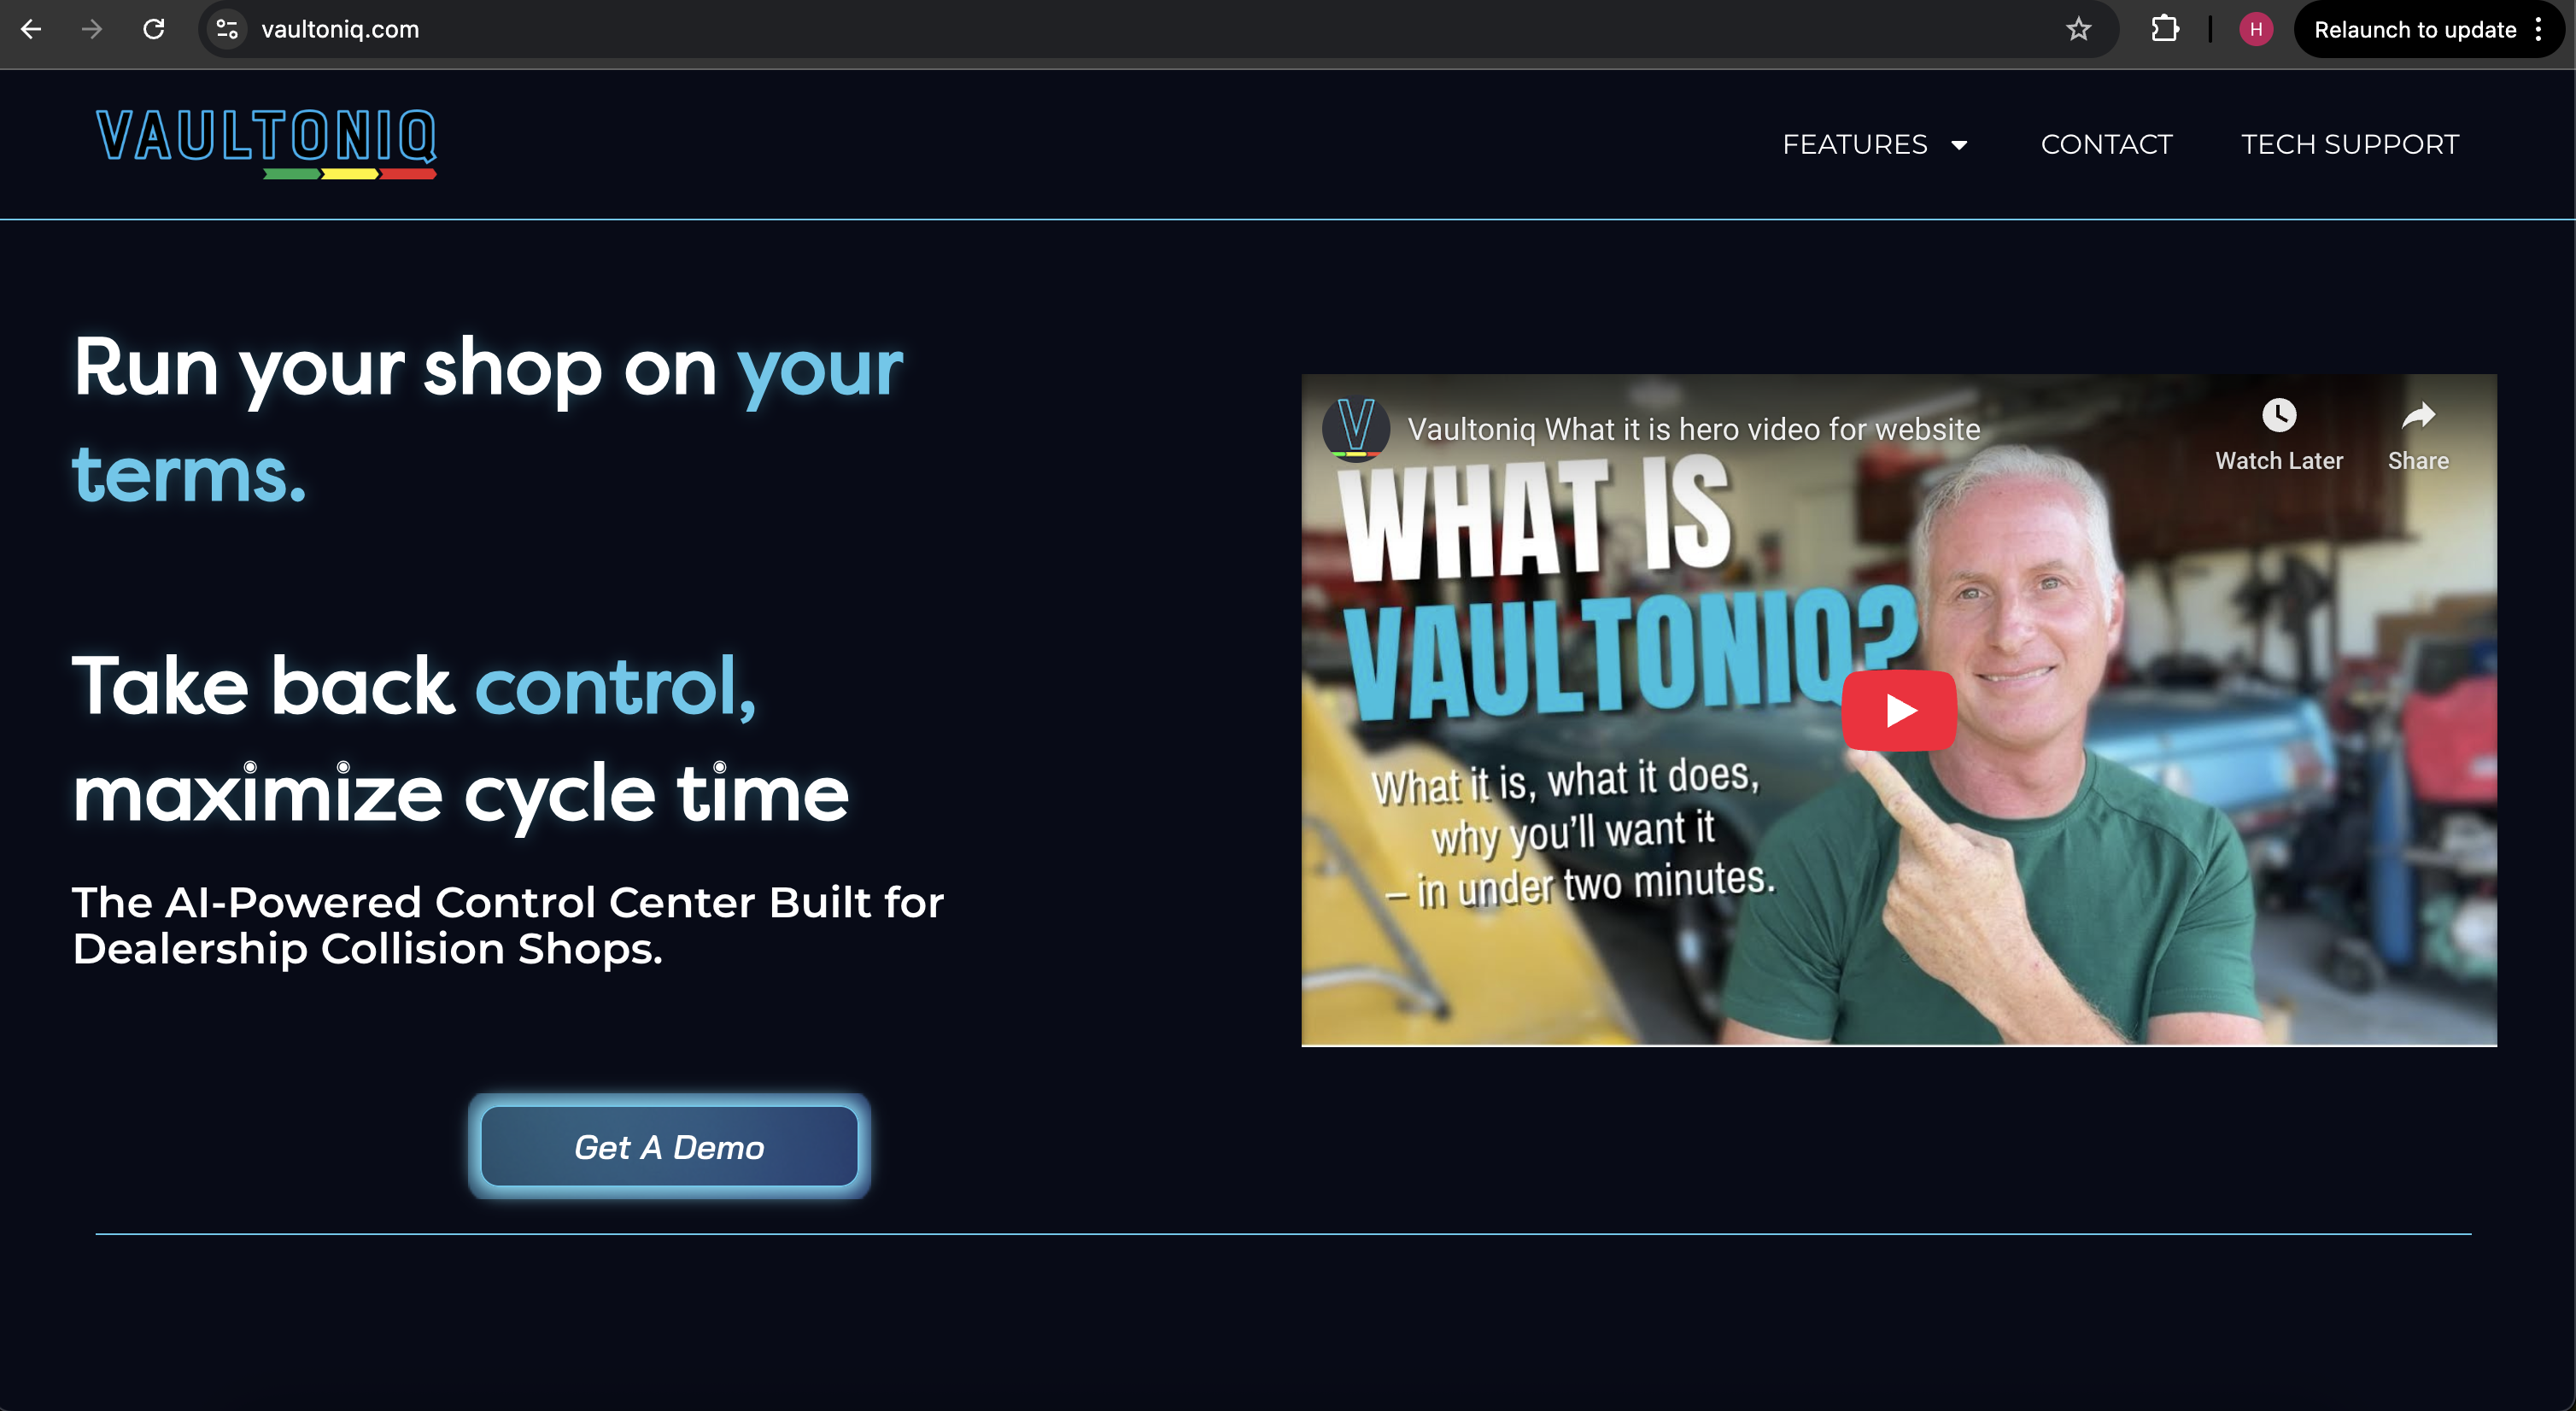 vaultoniq.com
H
Relaunch to update
VAULTONIQ
FEATURES
CONTACT
TECH SUPPORT
Run your shop on your
terms.
Take back control,
maximize cycle time
The AI-Powered Control Center Built for
Dealership Collision Shops.
Get A Demo
V
Vaultoniq What it is hero video for website
Watch Later
Share
WHAT IS
VAULTONIQ?
What it is, what it does,
why you'll want it
– in under two minutes.